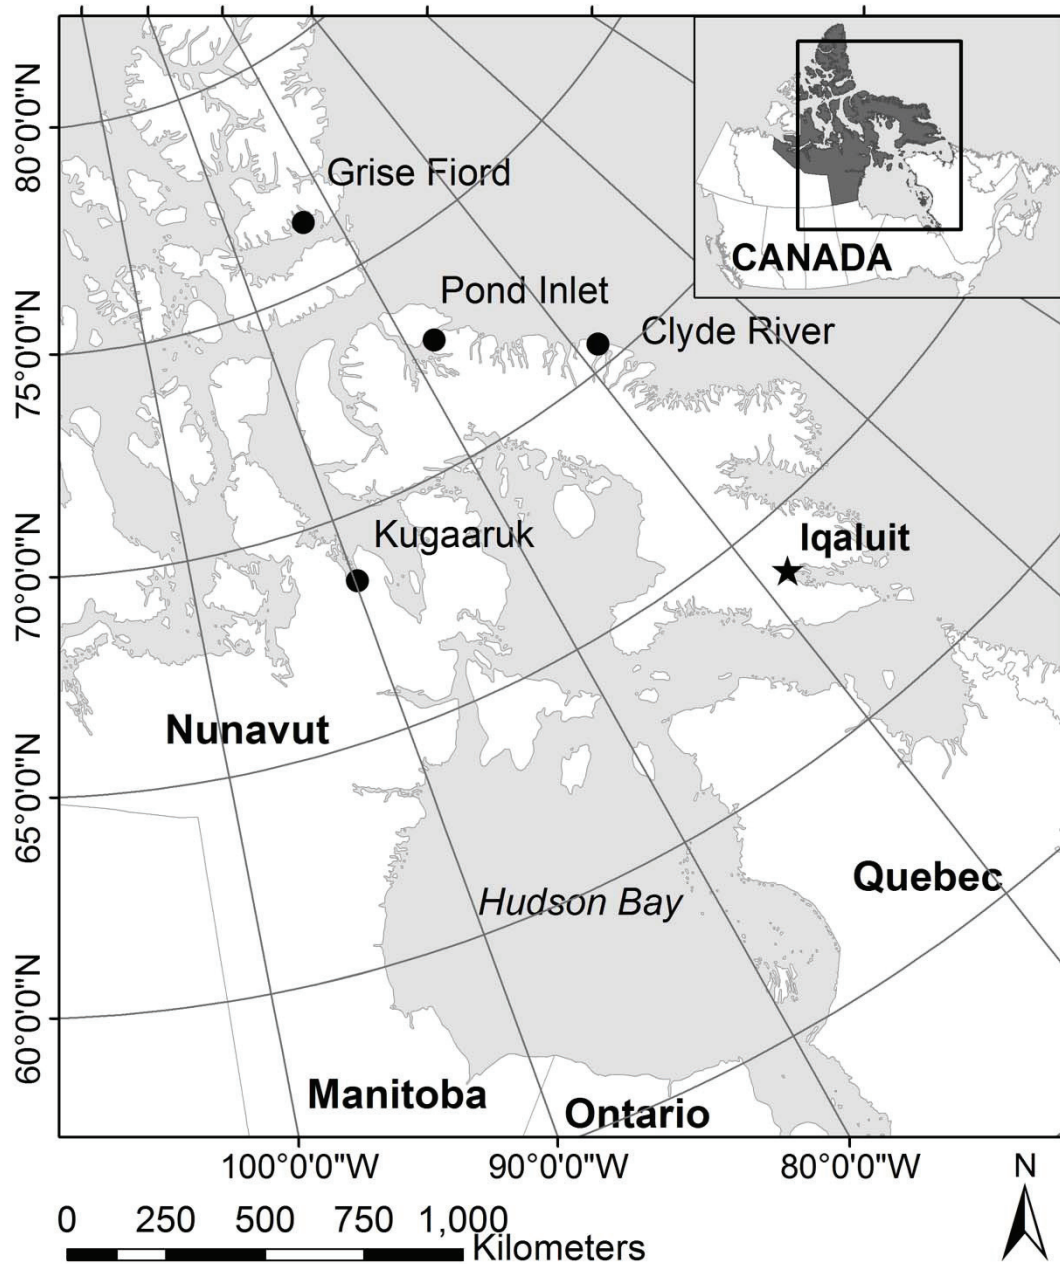 80°0'0"N
Grise Fiord
CANADA
Pond Inlet
Clyde River
75°0'0"N
Kugaaruk
Iqaluit
70°0'0"N
Nunavut
65°0'0"N
Quebec
Hudson Bay
60°0'0"N
Manitoba
Ontario
100°0'0"W
90°0'0"W
80°0'0"W
N
0 250 500 750 1,000
Kilometers